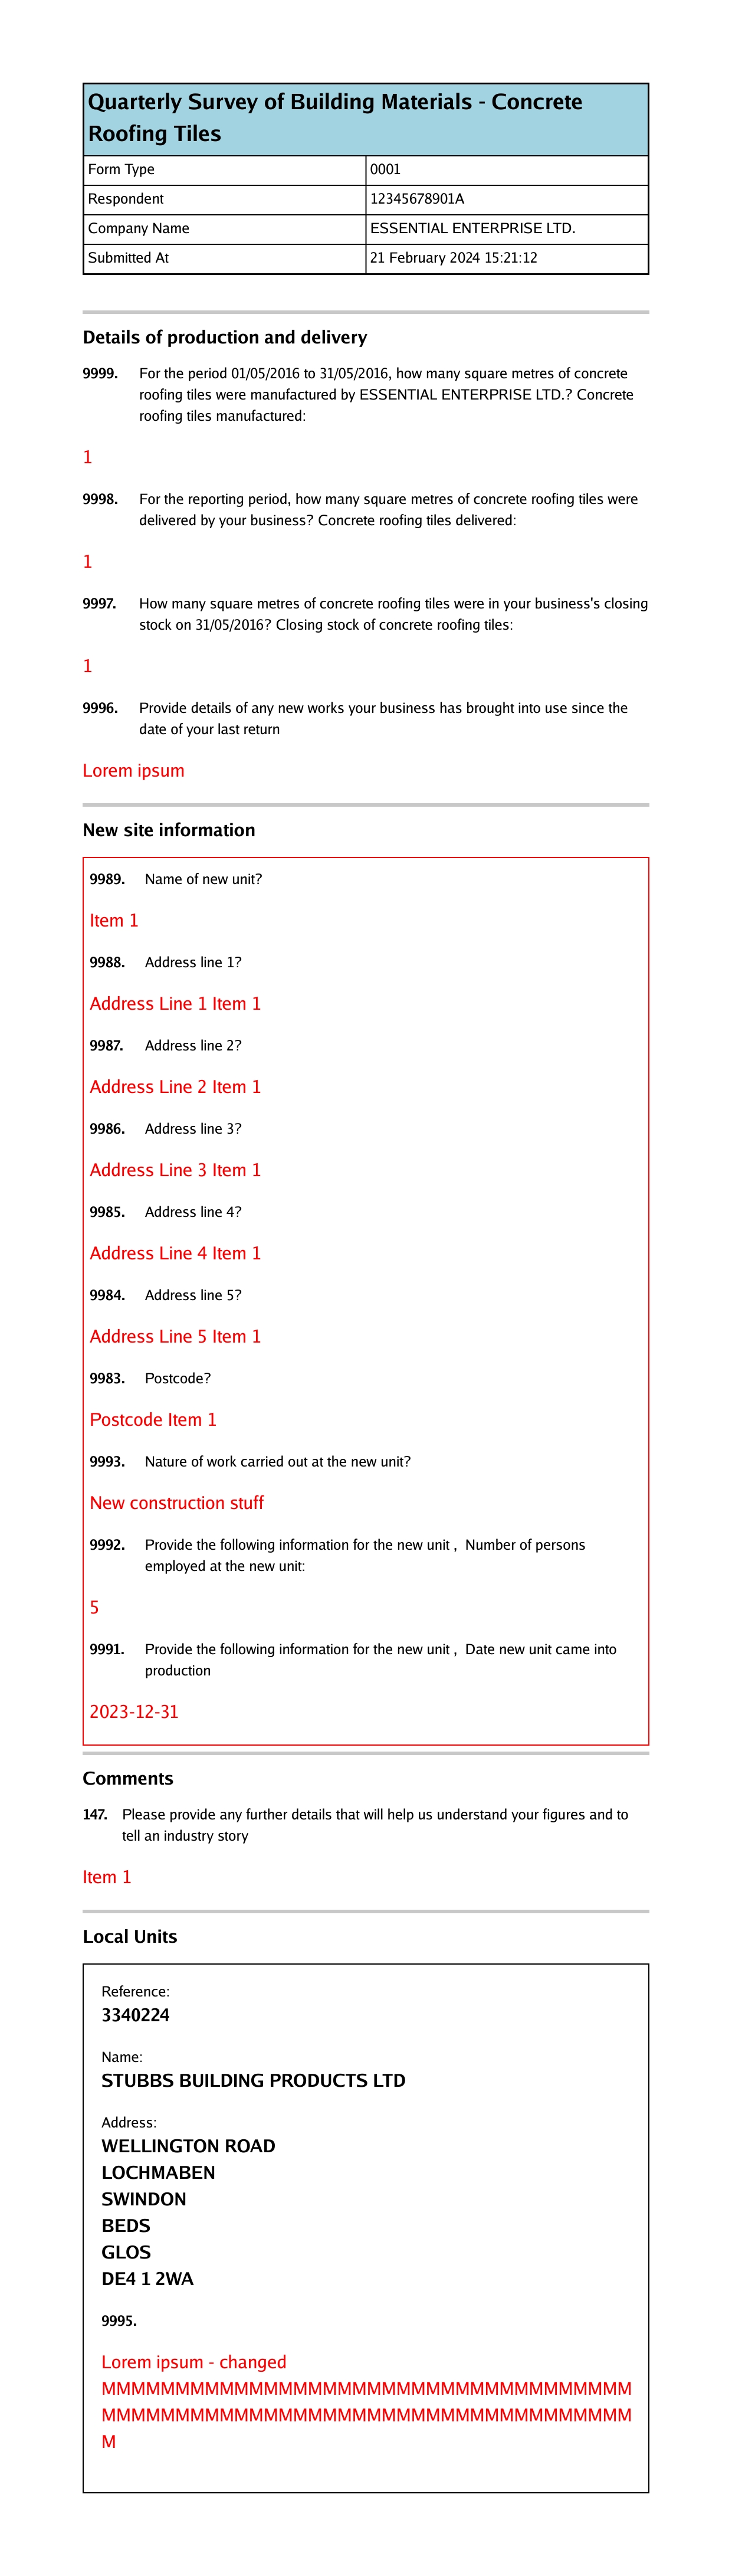 Quarterly Survey of Building Materials - Concrete
Roofing Tiles
Form Type 0001
Respondent 12345678901A
Company Name ESSENTIAL ENTERPRISE LTD.
Submitted At 21 February 2024 15:21:12
Details of production and delivery
9999. For the period 01/05/2016 to 31/05/2016, how many square metres of concrete
roofing tiles were manufactured by ESSENTIAL ENTERPRISE LTD.? Concrete
roofing tiles manufactured:
1
9998. For the reporting period, how many square metres of concrete roofing tiles were
delivered by your business? Concrete roofing tiles delivered:
1
9997. How many square metres of concrete roofing tiles were in your business's closing
stock on 31/05/2016? Closing stock of concrete roofing tiles:
1
9996. Provide details of any new works your business has brought into use since the
date of your last return
Lorem ipsum
New site information
9989. Name of new unit?
Item 1
9988. Address line 1?
Address Line 1 Item 1
9987. Address line 2?
Address Line 2 Item 1
9986. Address line 3?
Address Line 3 Item 1
9985. Address line 4?
Address Line 4 Item 1
9984. Address line 5?
Address Line 5 Item 1
9983. Postcode?
Postcode Item 1
9993. Nature of work carried out at the new unit?
New construction stuff
9992. Provide the following information for the new unit , Number of persons
employed at the new unit:
5
9991. Provide the following information for the new unit , Date new unit came into
production
2023-12-31
Comments
147. Please provide any further details that will help us understand your figures and to
tell an industry story
Item 1
Local Units
Reference:
3340224
Name:
STUBBS BUILDING PRODUCTS LTD
Address:
WELLINGTON ROAD
LOCHMABEN
SWINDON
BEDS
GLOS
DE4 1 2WA
9995.
Lorem ipsum - changed
MMMMMMMMMMMMMMMMMMMMMMMMMMMMMMMMMMMM
MMMMMMMMMMMMMMMMMMMMMMMMMMMMMMMMMMMM
M